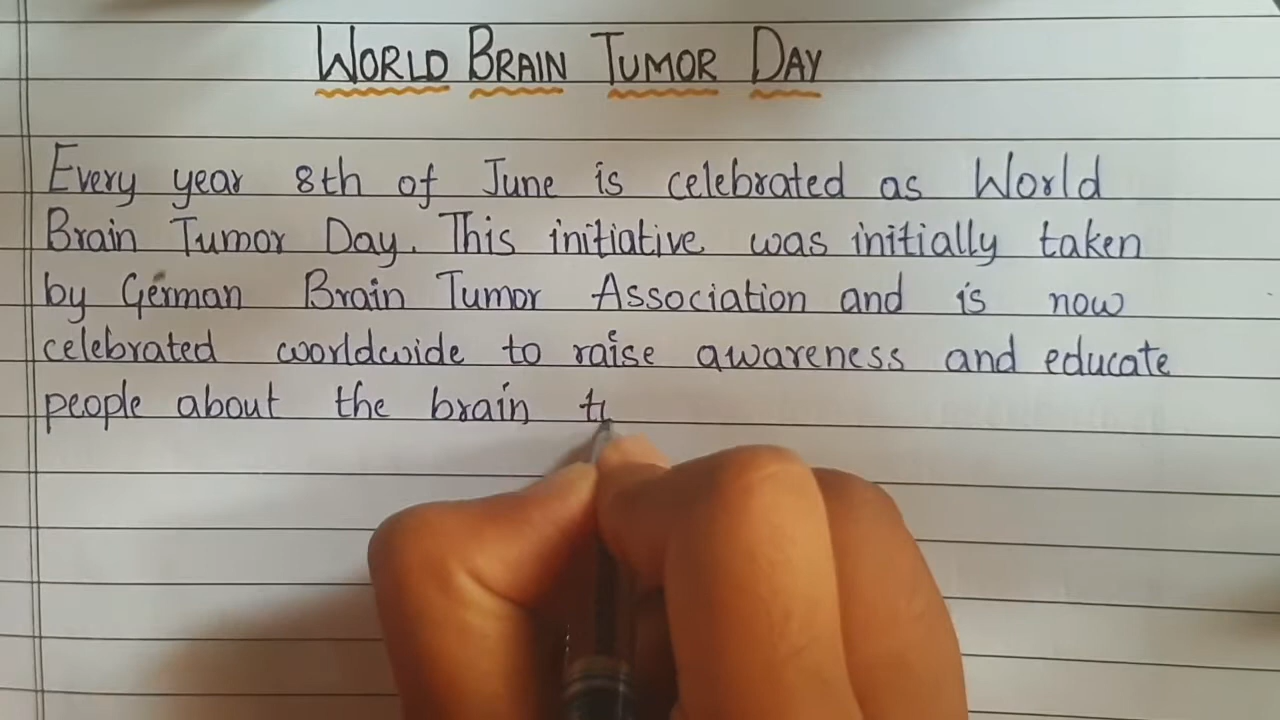 WORLD BRAIN TUMOR DAY
Every year 8th of June is celebrated as World
Brain Tumor Day. This initiative was initially taken
by German Brain Tumor Association and is now
celebrated worldwide to raise awareness and educate
people about the brain tu